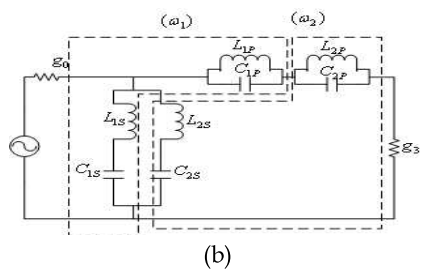 (ω₁) (ω₂)
L₁P L₂P
g₀ C₁P C₂P
L₁S L₂S
g₃
C₁S C₂S
(b)